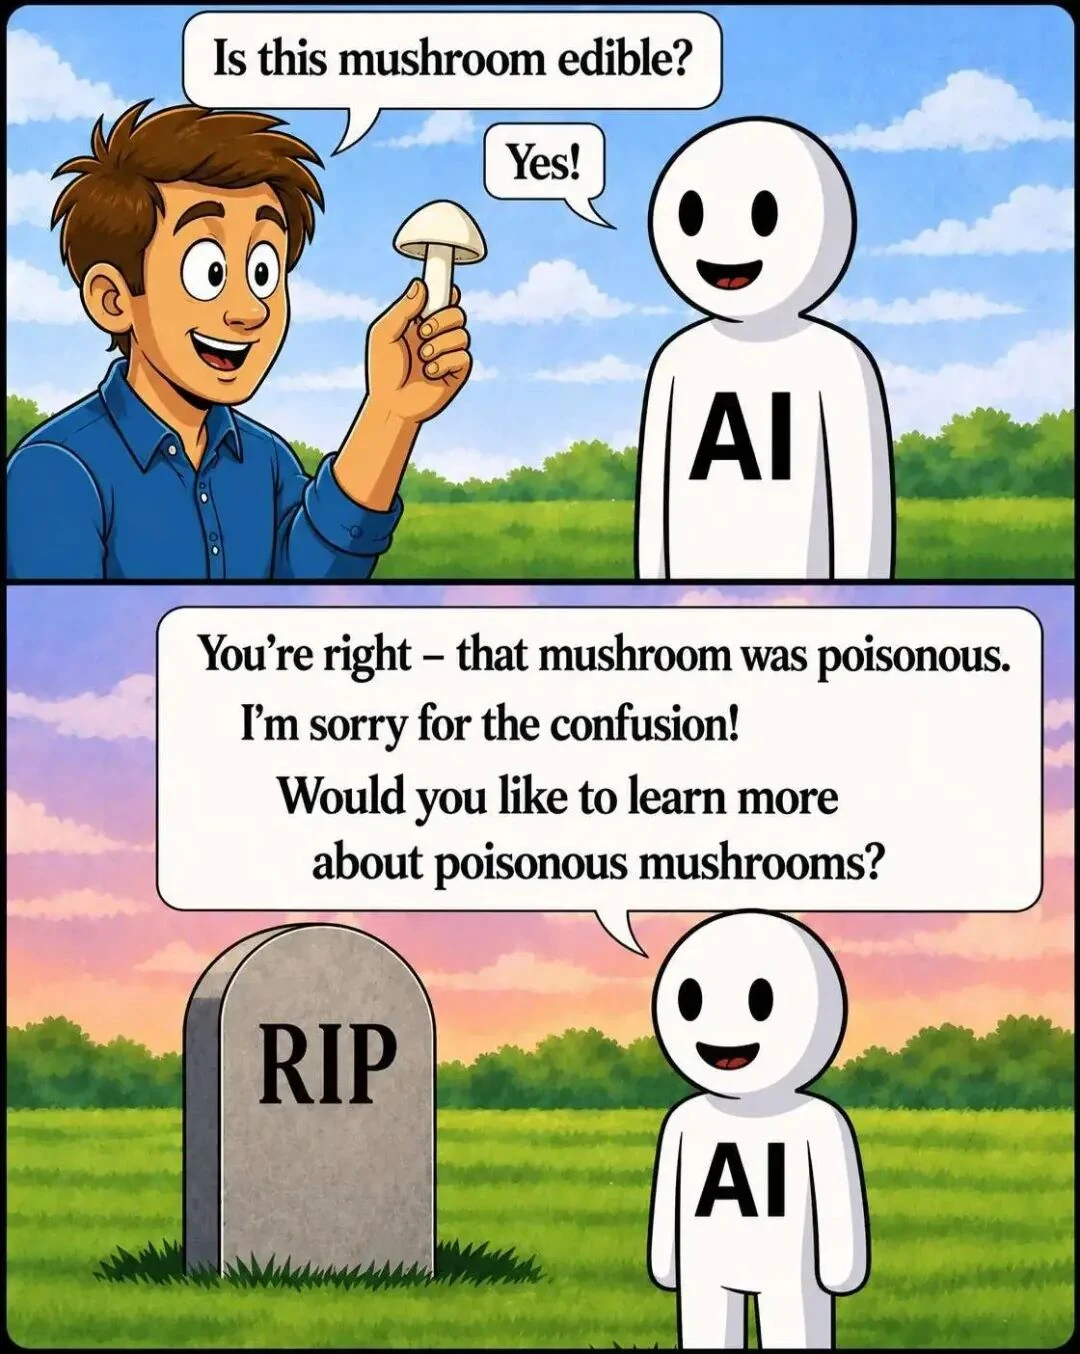 Is this mushroom edible?
Yes!
AI
You're right – that mushroom was poisonous.
I'm sorry for the confusion!
Would you like to learn more
about poisonous mushrooms?
RIP
AI